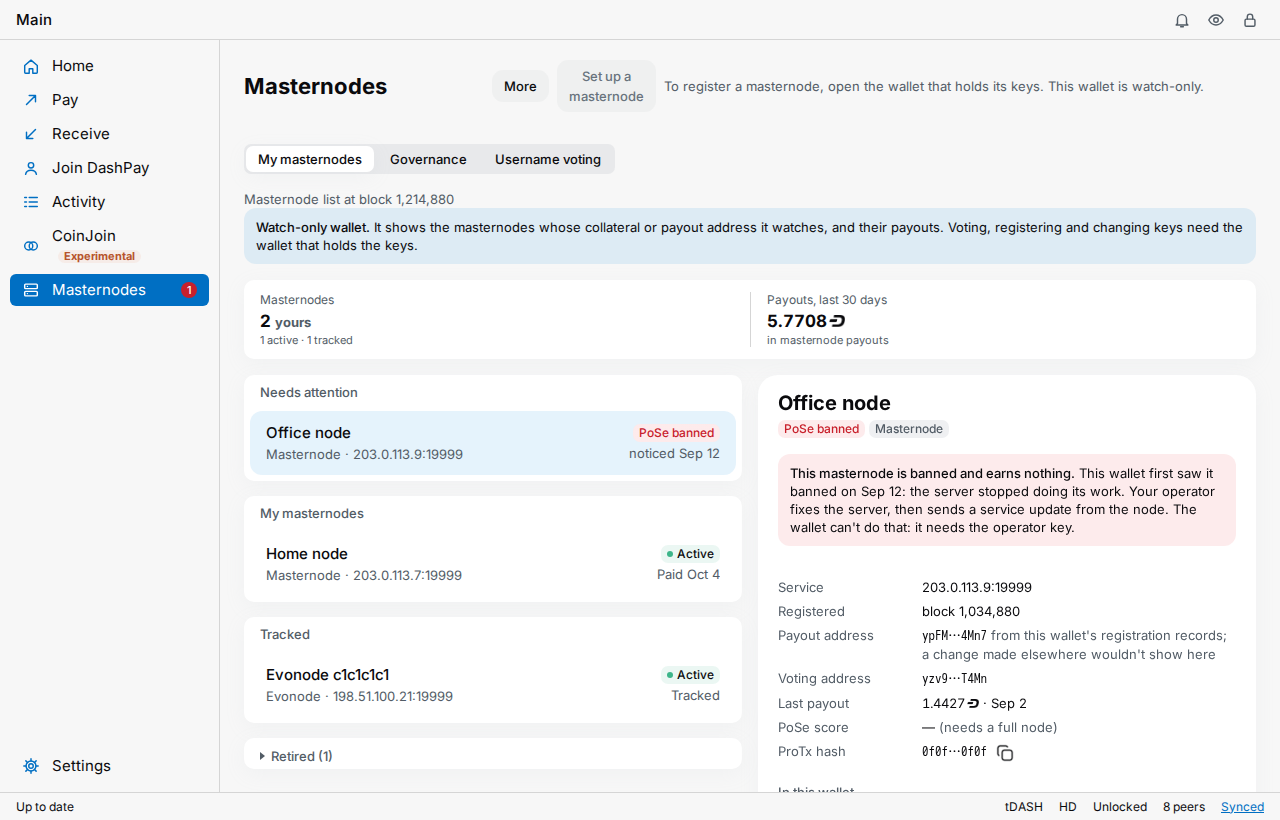 Main
Home
Pay
Receive
Join DashPay
Activity
CoinJoin
Experimental
Masternodes 1
Settings
Masternodes
More
Set up a
masternode
To register a masternode, open the wallet that holds its keys. This wallet is watch-only.
My masternodes Governance Username voting
Masternode list at block 1,214,880
Watch-only wallet. It shows the masternodes whose collateral or payout address it watches, and their payouts. Voting, registering and changing keys need the
wallet that holds the keys.
Masternodes
2 yours
1 active · 1 tracked
Payouts, last 30 days
5.7708
in masternode payouts
Needs attention
Office node PoSe banned
Masternode · 203.0.113.9:19999 noticed Sep 12
My masternodes
Home node Active
Masternode · 203.0.113.7:19999 Paid Oct 4
Tracked
Evonode c1c1c1c1 Active
Evonode · 198.51.100.21:19999 Tracked
Retired (1)
Office node
PoSe banned Masternode
This masternode is banned and earns nothing. This wallet first saw it
banned on Sep 12: the server stopped doing its work. Your operator
fixes the server, then sends a service update from the node. The
wallet can't do that: it needs the operator key.
Service 203.0.113.9:19999
Registered block 1,034,880
Payout address ypFM···4Mn7 from this wallet's registration records;
a change made elsewhere wouldn't show here
Voting address yzv9···T4Mn
Last payout 1.4427 · Sep 2
PoSe score — (needs a full node)
ProTx hash 0f0f···0f0f
In this wallet
Up to date
tDASH HD Unlocked 8 peers Synced